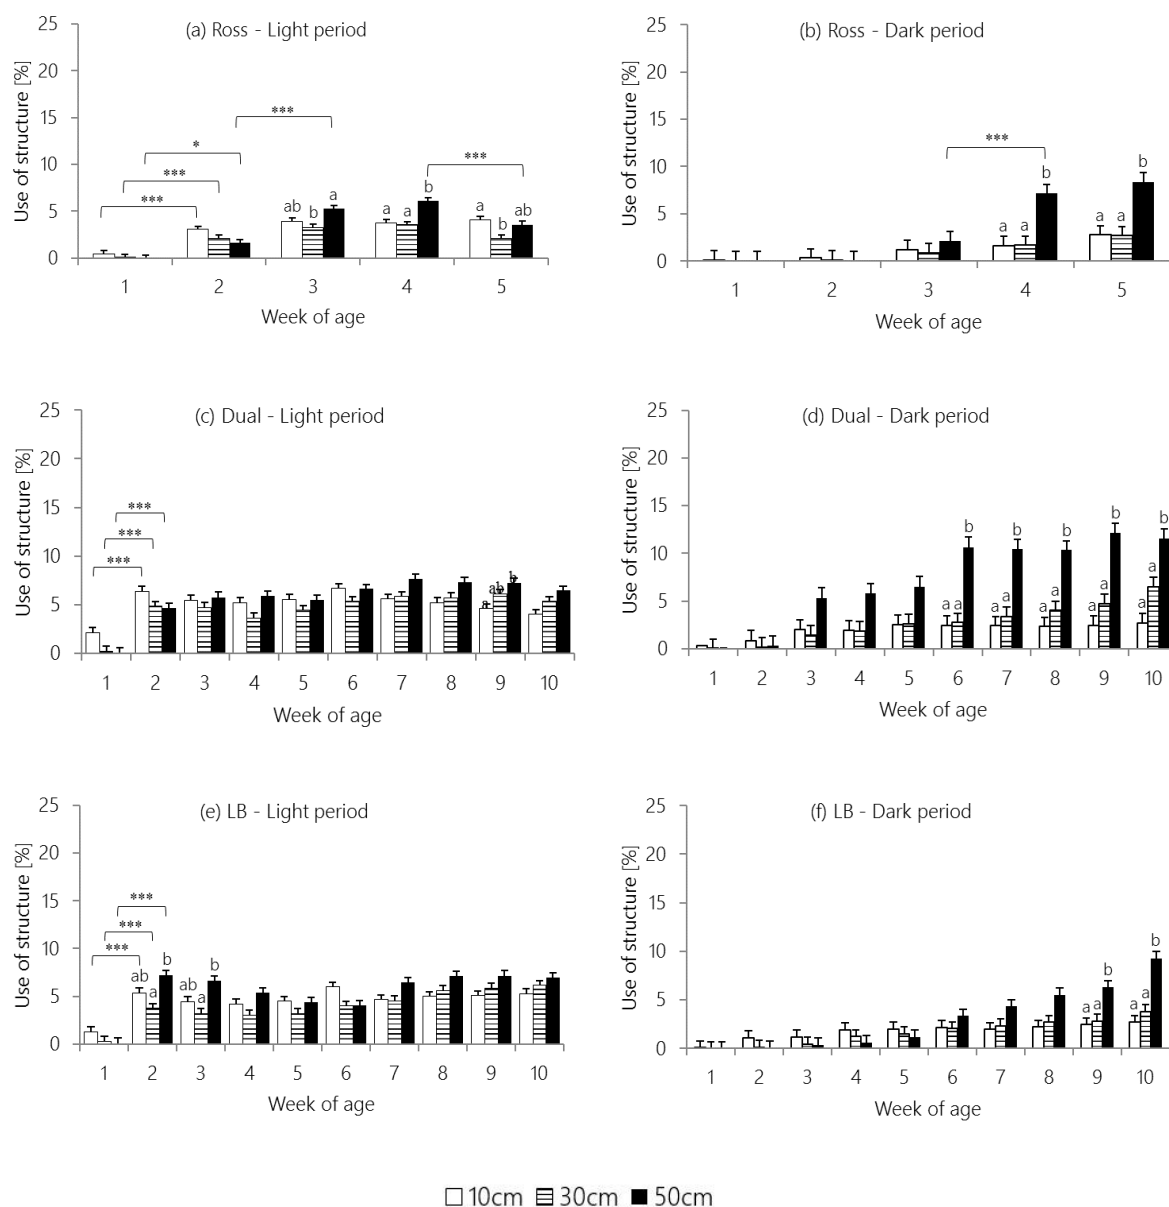 (a) Ross - Light period
Use of structure [%]
25
20
15
10
5
0
***
***
*
***
***
ab b a
a a b
a b ab
1 2 3 4 5
Week of age
(b) Ross - Dark period
Use of structure [%]
25
20
15
10
5
0
***
a a b
a a b
1 2 3 4 5
Week of age
(c) Dual - Light period
Use of structure [%]
25
20
15
10
5
0
***
***
***
a ab b
1 2 3 4 5 6 7 8 9 10
Week of age
(d) Dual - Dark period
Use of structure [%]
25
20
15
10
5
0
a a b
a a b
a a b
a a b
a a b
1 2 3 4 5 6 7 8 9 10
Week of age
(e) LB - Light period
Use of structure [%]
25
20
15
10
5
0
***
***
***
ab a b
ab a b
1 2 3 4 5 6 7 8 9 10
Week of age
(f) LB - Dark period
Use of structure [%]
25
20
15
10
5
0
a a b
a a b
1 2 3 4 5 6 7 8 9 10
Week of age
10cm 30cm 50cm